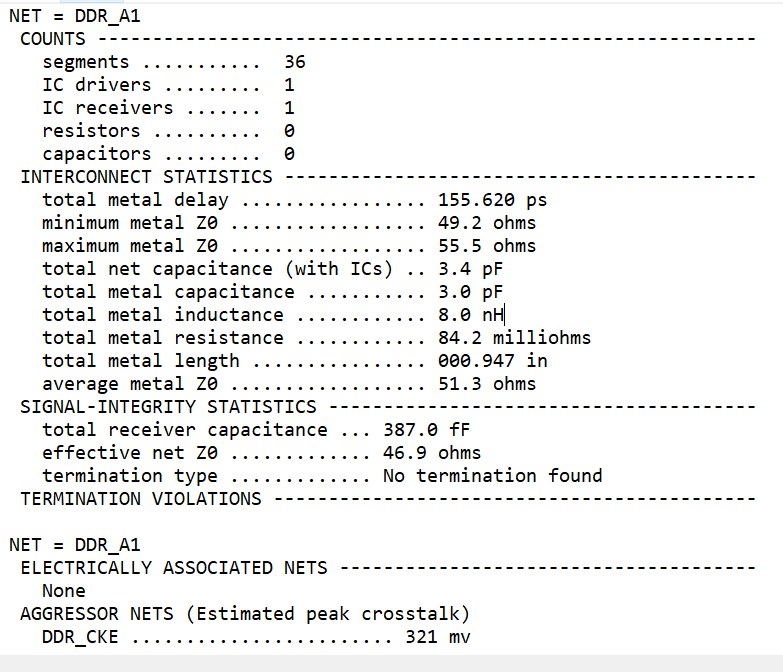 NET = DDR_A1
COUNTS ------------------------------------------------------------
segments ........... 36
IC drivers ......... 1
IC receivers ....... 1
resistors .......... 0
capacitors ......... 0
INTERCONNECT STATISTICS -------------------------------------------
total metal delay ................. 155.620 ps
minimum metal Z0 .................. 49.2 ohms
maximum metal Z0 .................. 55.5 ohms
total net capacitance (with ICs) .. 3.4 pF
total metal capacitance ........... 3.0 pF
total metal inductance ............ 8.0 nH
total metal resistance ............ 84.2 milliohms
total metal length ................ 000.947 in
average metal Z0 .................. 51.3 ohms
SIGNAL-INTEGRITY STATISTICS ---------------------------------------
total receiver capacitance ... 387.0 fF
effective net Z0 ............. 46.9 ohms
termination type ............. No termination found
TERMINATION VIOLATIONS --------------------------------------------
NET = DDR_A1
ELECTRICALLY ASSOCIATED NETS --------------------------------------
None
AGGRESSOR NETS (Estimated peak crosstalk)
DDR_CKE ........................ 321 mv